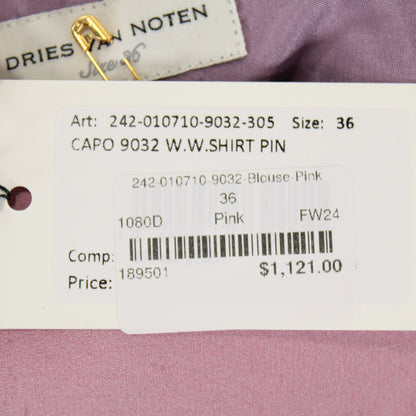 DRIES VAN NOTEN
Size 36
Art: 242-010710-9032-305 Size: 36
CAPO 9032 W.W.SHIRT PIN
242-010710-9032-Blouse-Pink
36
1080D Pink FW24
Comp:
189501 $1,121.00
Price: